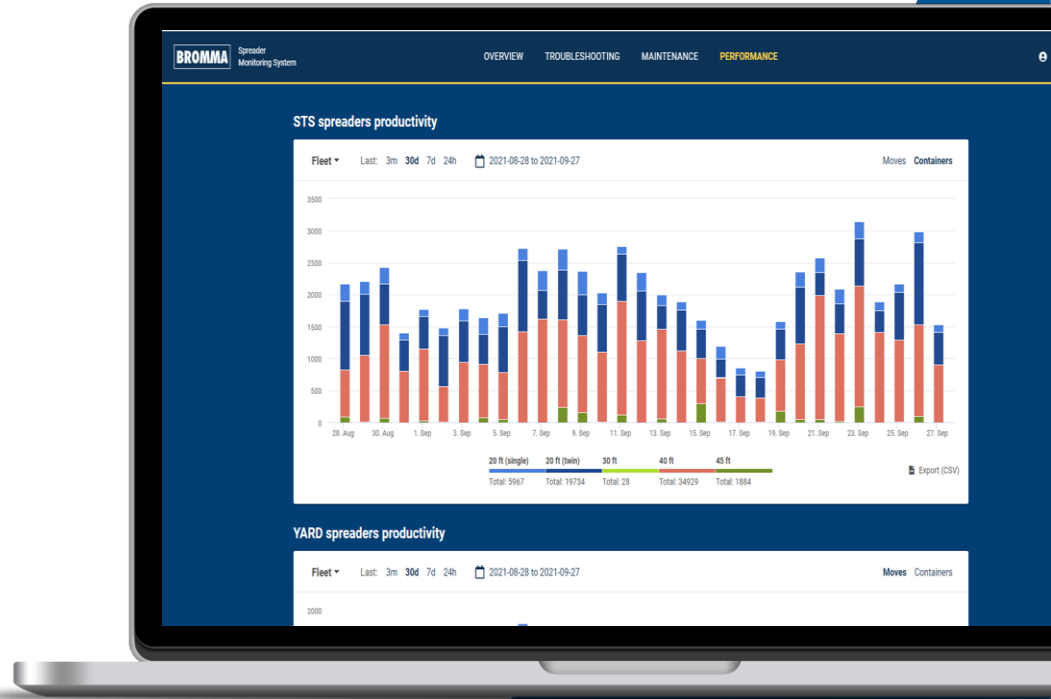 BROMMA
Spreader
Monitoring System
OVERVIEW TROUBLESHOOTING MAINTENANCE PERFORMANCE
STS spreaders productivity
Fleet Last: 3m 30d 7d 24h 2021-08-28 to 2021-09-27 Moves Containers
3500
3000
2500
2000
1500
1000
500
0
28. Aug 30. Aug 1. Sep 3. Sep 5. Sep 7. Sep 9. Sep 11. Sep 13. Sep 15. Sep 17. Sep 19. Sep 21. Sep 23. Sep 25. Sep 27. Sep
20 ft (single) 20 ft (twin) 30 ft 40 ft 45 ft
Total: 5967 Total: 19734 Total: 28 Total: 34929 Total: 1884
Export (CSV)
YARD spreaders productivity
Fleet Last: 3m 30d 7d 24h 2021-08-28 to 2021-09-27 Moves Containers
2000